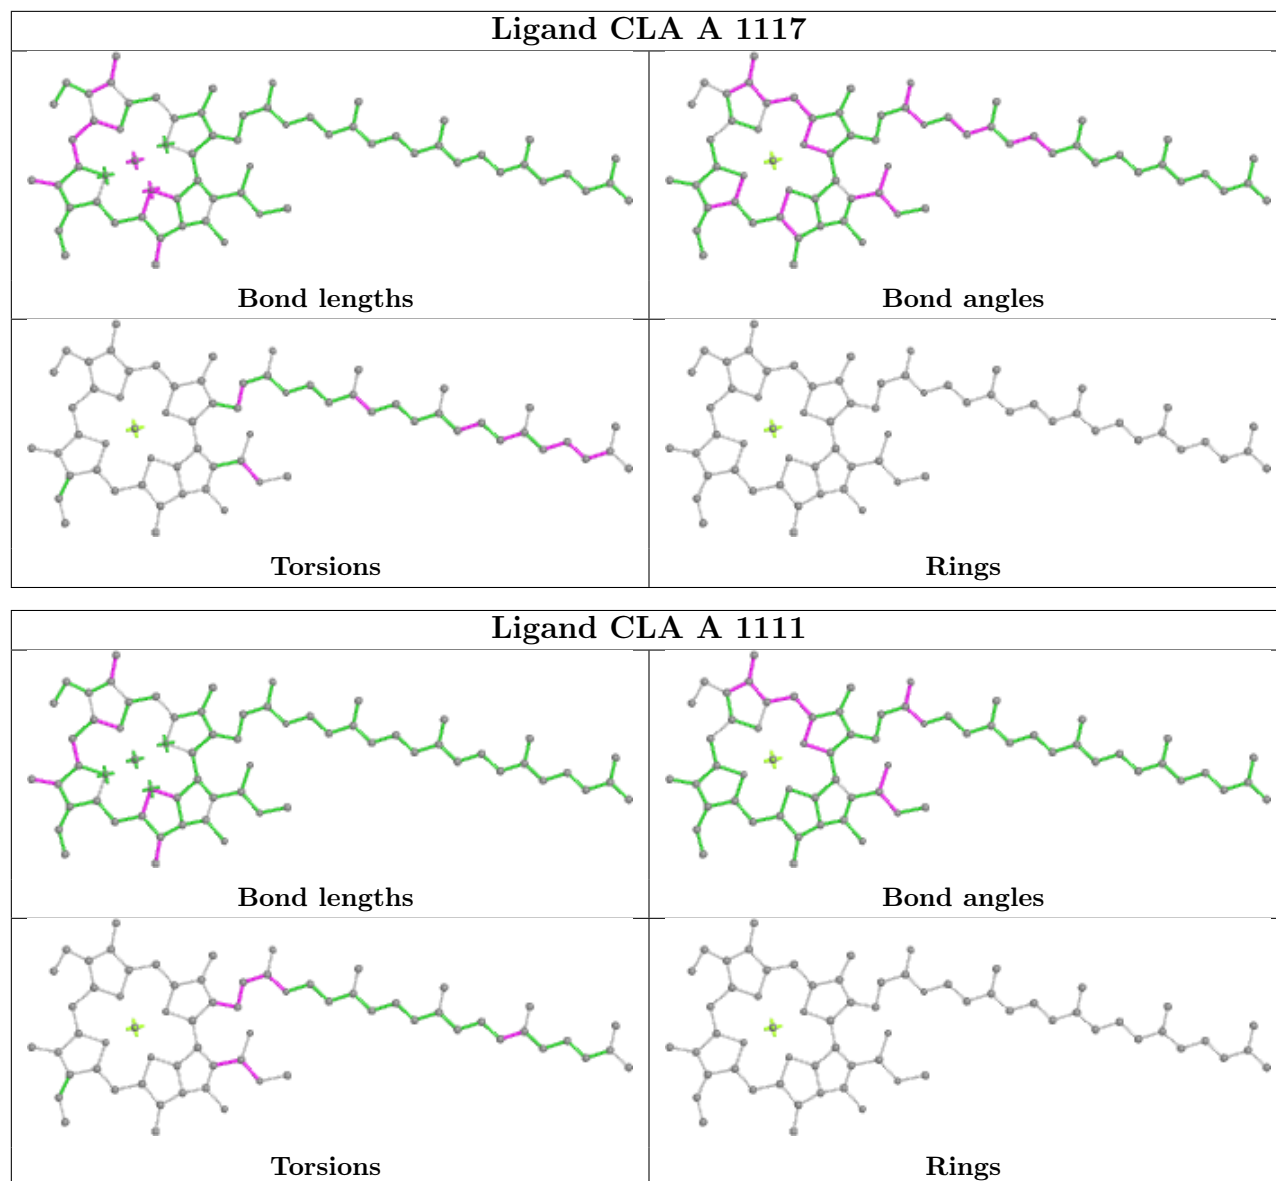 Ligand CLA A 1117
Bond lengths
Bond angles
Torsions
Rings
Ligand CLA A 1111
Bond lengths
Bond angles
Torsions
Rings